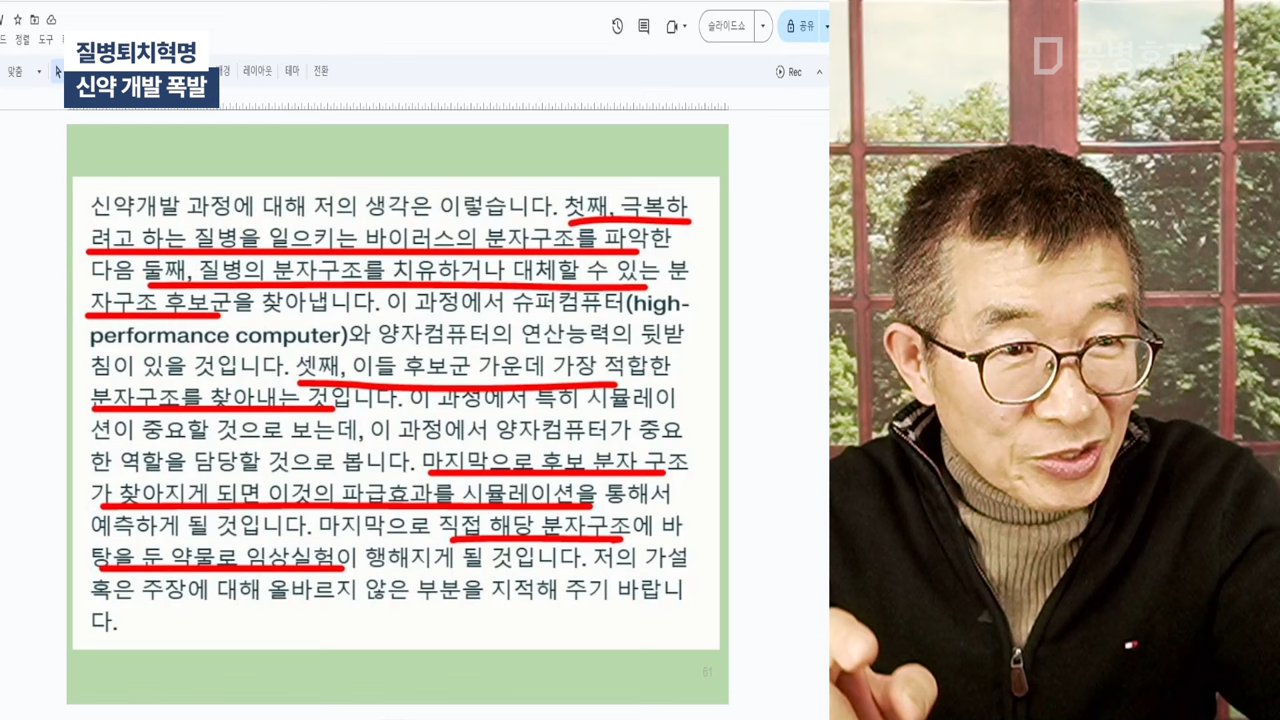 정렬 도구
질병퇴치혁명
신약 개발 폭발
맞춤
레이아웃
테마
전환
슬라이드쇼
공유
Rec
공병호TV
신약개발 과정에 대해 저의 생각은 이렇습니다. 첫째, 극복하
려고 하는 질병을 일으키는 바이러스의 분자구조를 파악한
다음 둘째, 질병의 분자구조를 치유하거나 대체할 수 있는 분
자구조 후보군을 찾아냅니다. 이 과정에서 슈퍼컴퓨터(high-
performance computer)와 양자컴퓨터의 연산능력의 뒷받
침이 있을 것입니다. 셋째, 이들 후보군 가운데 가장 적합한
분자구조를 찾아내는 것입니다. 이 과정에서 특히 시뮬레이
션이 중요할 것으로 보는데, 이 과정에서 양자컴퓨터가 중요
한 역할을 담당할 것으로 봅니다. 마지막으로 후보 분자 구조
가 찾아지게 되면 이것의 파급효과를 시뮬레이션을 통해서
예측하게 될 것입니다. 마지막으로 직접 해당 분자구조에 바
탕을 둔 약물로 임상실험이 행해지게 될 것입니다. 저의 가설
혹은 주장에 대해 올바르지 않은 부분을 지적해 주기 바랍니
다.
61